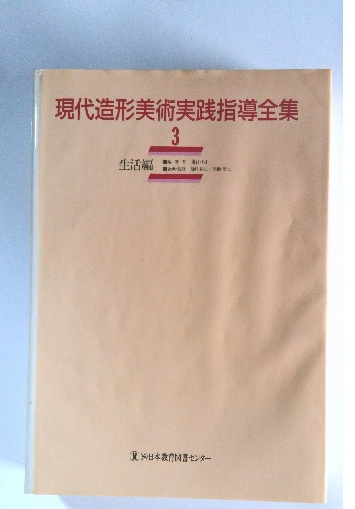 現代造形美術実践指導全集
3
生活編
㈱日本教育図書センター